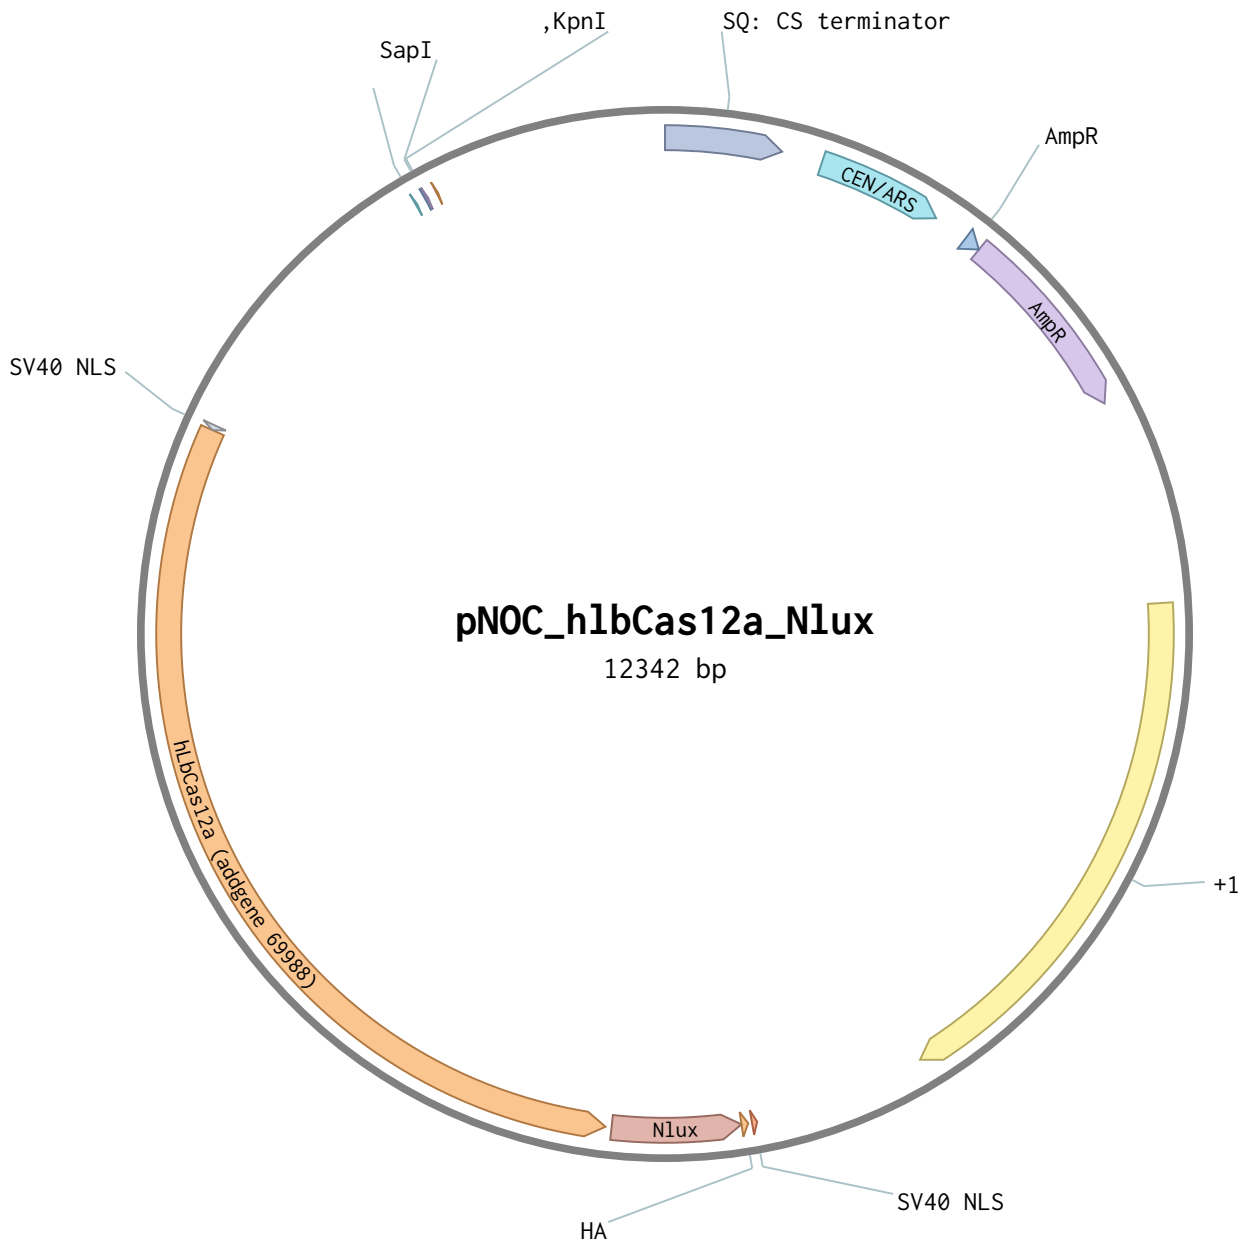 ,KpnI
SQ: CS terminator
SapI
AmpR
CEN/ARS
AmpR
SV40 NLS
pNOC_hlbCas12a_Nlux
12342 bp
hLbCas12a (addgene 69988)
+1
Nlux
SV40 NLS
HA